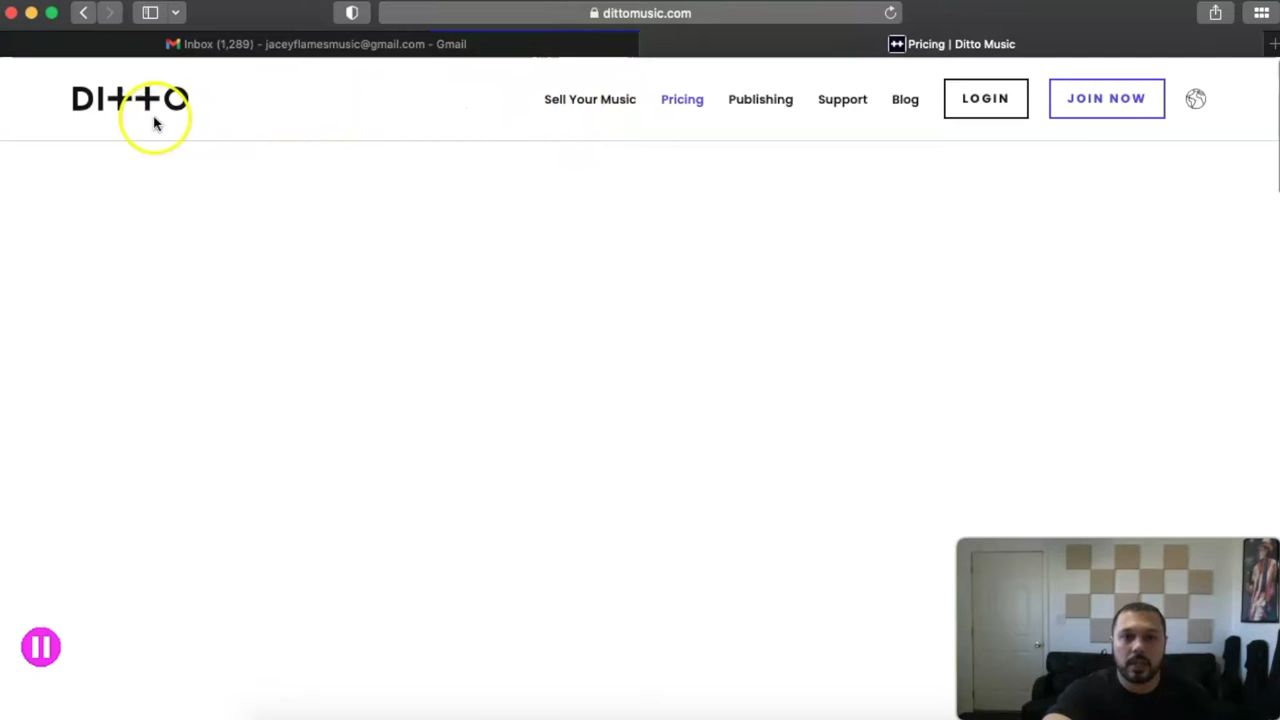 dittomusic.com
Inbox (1,289) - jaceyflamesmusic@gmail.com - Gmail
Pricing | Ditto Music
DITTO
Sell Your Music
Pricing
Publishing
Support
Blog
LOGIN
JOIN NOW